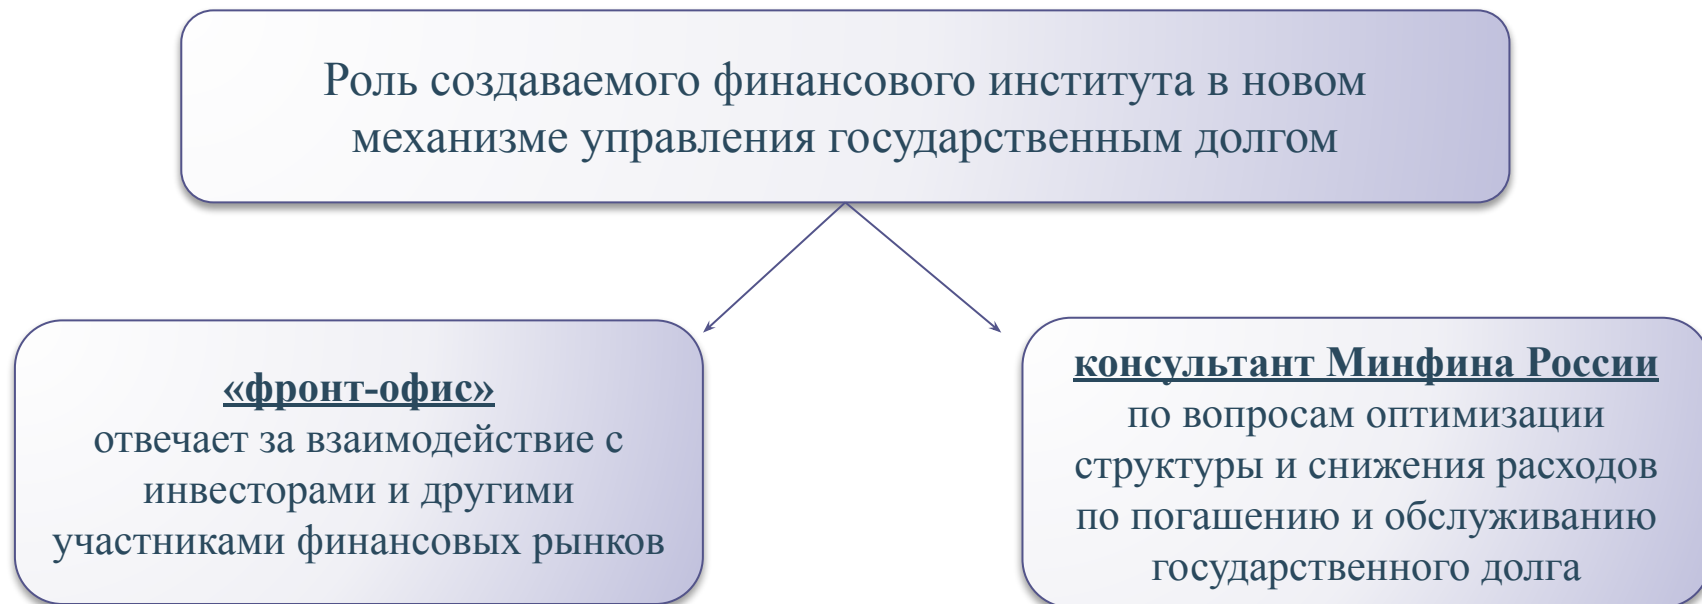 Роль создаваемого финансового института в новом
механизме управления государственным долгом
«фронт-офис»
отвечает за взаимодействие с
инвесторами и другими
участниками финансовых рынков
консультант Минфина России
по вопросам оптимизации
структуры и снижения расходов
по погашению и обслуживанию
государственного долга